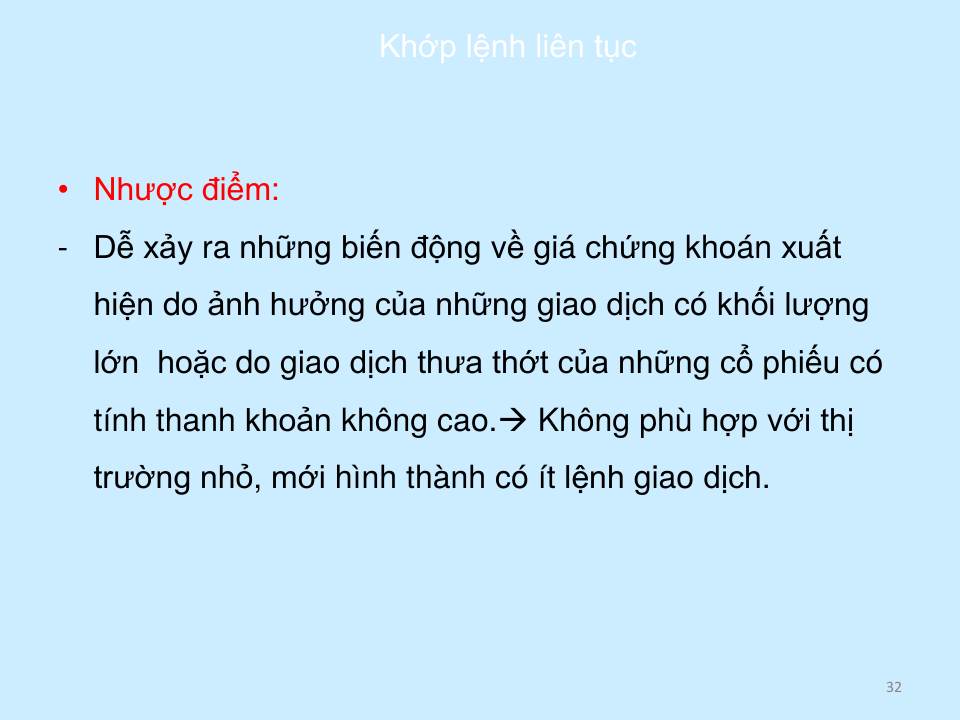 Khớp lệnh liên tục
• Nhược điểm:
- Dễ xảy ra những biến động về giá chứng khoán xuất
hiện do ảnh hưởng của những giao dịch có khối lượng
lớn  hoặc do giao dịch thưa thớt của những cổ phiếu có
tính thanh khoản không cao.→ Không phù hợp với thị
trường nhỏ, mới hình thành có ít lệnh giao dịch.
32